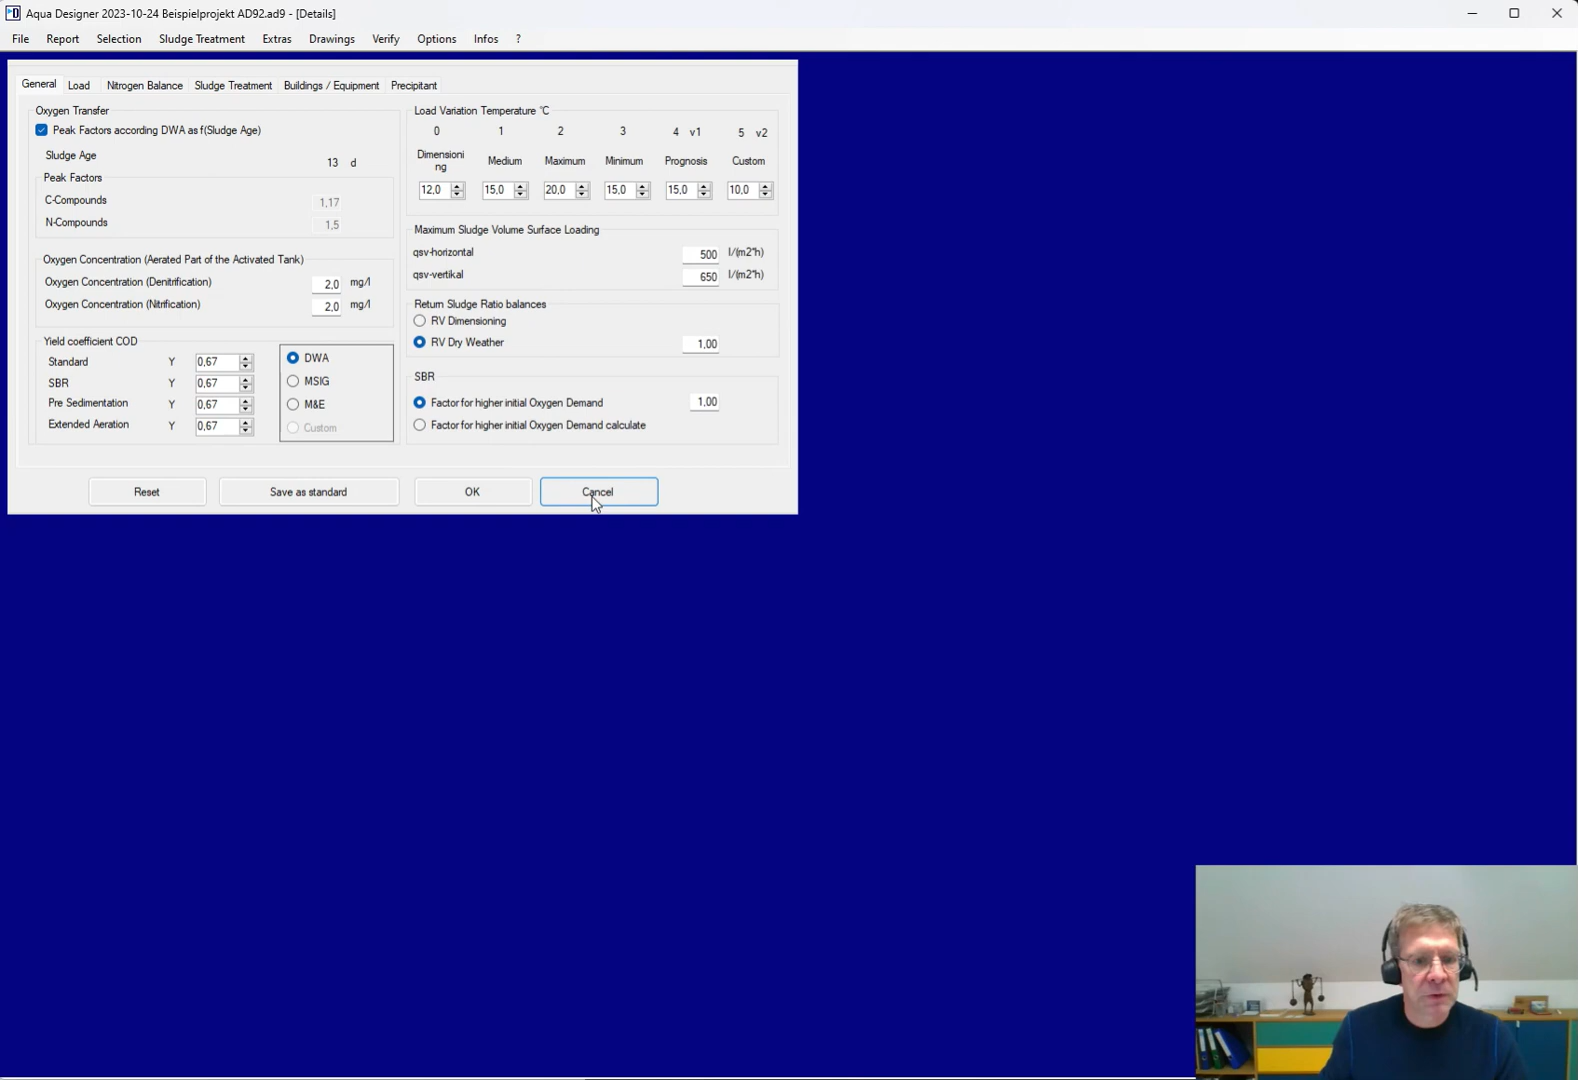 Aqua Designer 2023-10-24 Beispielprojekt AD92.ad9 - [Details]
File Report Selection Sludge Treatment Extras Drawings Verify Options Infos ?
General Load Nitrogen Balance Sludge Treatment Buildings / Equipment Precipitant
Oxygen Transfer
Peak Factors according DWA as f(Sludge Age)
Sludge Age 13 d
Peak Factors
C-Compounds 1,17
N-Compounds 1,5
Oxygen Concentration (Aerated Part of the Activated Tank)
Oxygen Concentration (Denitrification) 2,0 mg/l
Oxygen Concentration (Nitrification) 2,0 mg/l
Yield coefficient COD
Standard Y 0,67
SBR Y 0,67
Pre Sedimentation Y 0,67
Extended Aeration Y 0,67
DWA
MSIG
M&E
Custom
Load Variation Temperature °C
0 1 2 3 4 v1 5 v2
Dimensioni
ng Medium Maximum Minimum Prognosis Custom
12,0 15,0 20,0 15,0 15,0 10,0
Maximum Sludge Volume Surface Loading
qsv-horizontal 500 l/(m2*h)
qsv-vertikal 650 l/(m2*h)
Return Sludge Ratio balances
RV Dimensioning
RV Dry Weather 1,00
SBR
Factor for higher initial Oxygen Demand 1,00
Factor for higher initial Oxygen Demand calculate
Reset Save as standard OK Cancel